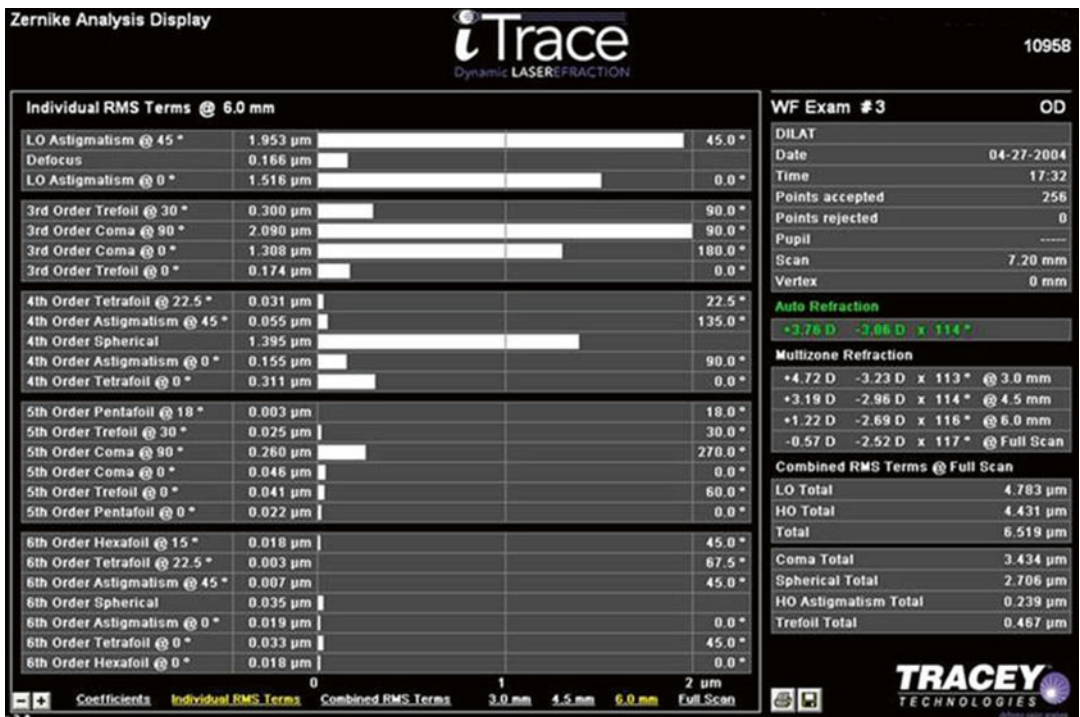 Zernike Analysis Display
iTrace
Dynamic LASEREFRACTION
10958
Individual RMS Terms @ 6.0 mm
LO Astigmatism @ 45 ° 1.953 µm 45.0 °
Defocus 0.166 µm
LO Astigmatism @ 0 ° 1.516 µm 0.0 °
3rd Order Trefoil @ 30 ° 0.300 µm 90.0 °
3rd Order Coma @ 90 ° 2.090 µm 90.0 °
3rd Order Coma @ 0 ° 1.308 µm 180.0 °
3rd Order Trefoil @ 0 ° 0.174 µm 0.0 °
4th Order Tetrafoil @ 22.5 ° 0.031 µm 22.5 °
4th Order Astigmatism @ 45 ° 0.055 µm 135.0 °
4th Order Spherical 1.395 µm
4th Order Astigmatism @ 0 ° 0.155 µm 90.0 °
4th Order Tetrafoil @ 0 ° 0.311 µm 0.0 °
5th Order Pentafoil @ 18 ° 0.003 µm 18.0 °
5th Order Trefoil @ 30 ° 0.025 µm 30.0 °
5th Order Coma @ 90 ° 0.260 µm 270.0 °
5th Order Coma @ 0 ° 0.046 µm 0.0 °
5th Order Trefoil @ 0 ° 0.041 µm 60.0 °
5th Order Pentafoil @ 0 ° 0.022 µm 0.0 °
6th Order Hexafoil @ 15 ° 0.018 µm 45.0 °
6th Order Tetrafoil @ 22.5 ° 0.003 µm 67.5 °
6th Order Astigmatism @ 45 ° 0.007 µm 45.0 °
6th Order Spherical 0.035 µm
6th Order Astigmatism @ 0 ° 0.019 µm 0.0 °
6th Order Tetrafoil @ 0 ° 0.033 µm 45.0 °
6th Order Hexafoil @ 0 ° 0.018 µm 0.0 °
0 1 2 µm
- + Coefficients Individual RMS Terms Combined RMS Terms 3.0 mm 4.5 mm 6.0 mm Full Scan
WF Exam #3 OD
DILAT
Date 04-27-2004
Time 17:32
Points accepted 256
Points rejected 0
Pupil -----
Scan 7.20 mm
Vertex 0 mm
Auto Refraction
+3.76 D -3.06 D x 114 °
Multizone Refraction
+4.72 D -3.23 D x 113 ° @ 3.0 mm
+3.19 D -2.96 D x 114 ° @ 4.5 mm
+1.22 D -2.69 D x 116 ° @ 6.0 mm
-0.57 D -2.52 D x 117 ° @ Full Scan
Combined RMS Terms @ Full Scan
LO Total 4.783 µm
HO Total 4.431 µm
Total 6.519 µm
Coma Total 3.434 µm
Spherical Total 2.706 µm
HO Astigmatism Total 0.239 µm
Trefoil Total 0.467 µm
TRACEY
TECHNOLOGIES